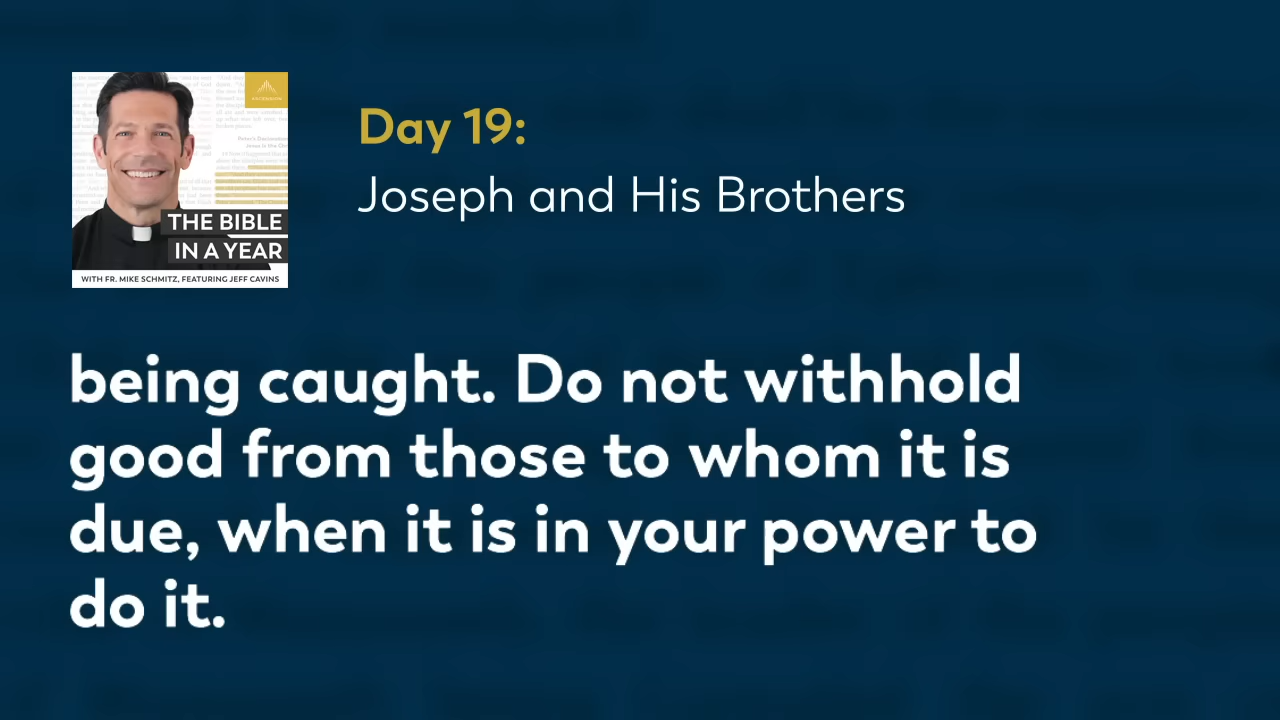 THE BIBLE
IN A YEAR
WITH FR. MIKE SCHMITZ, FEATURING JEFF CAVINS
Day 19:
Joseph and His Brothers
being caught. Do not withhold
good from those to whom it is
due, when it is in your power to
do it.